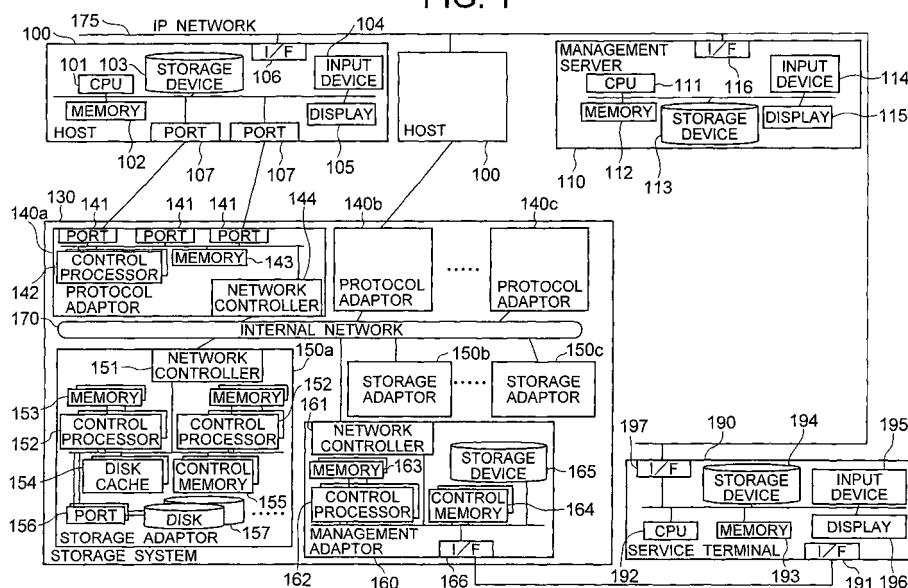 FIG. 1
175 IP NETWORK
100
104
I/F
106
103
STORAGE
DEVICE
INPUT
DEVICE
101
CPU
MEMORY
DISPLAY
HOST
PORT
PORT
102
107
107
105
HOST
100
MANAGEMENT
SERVER
I/F
116
CPU
111
INPUT
DEVICE
114
MEMORY
STORAGE
DEVICE
DISPLAY
115
110
112
113
130
140a
141
141
141
144
140b
140c
PORT
PORT
PORT
CONTROL
PROCESSOR
MEMORY
143
142
PROTOCOL
ADAPTOR
NETWORK
CONTROLLER
PROTOCOL
ADAPTOR
.....
PROTOCOL
ADAPTOR
170
INTERNAL NETWORK
151
NETWORK
CONTROLLER
150a
150b
150c
STORAGE
ADAPTOR
.....
STORAGE
ADAPTOR
153
MEMORY
MEMORY
152
152
CONTROL
PROCESSOR
CONTROL
PROCESSOR
154
DISK
CACHE
CONTROL
MEMORY
155
156
PORT
DISK
157
......
STORAGE ADAPTOR
STORAGE SYSTEM
161
NETWORK
CONTROLLER
MEMORY
163
STORAGE
DEVICE
165
CONTROL
PROCESSOR
CONTROL
MEMORY
164
MANAGEMENT
ADAPTOR
I/F
162
160
166
197
190
194
195
I/F
STORAGE
DEVICE
INPUT
DEVICE
CPU
MEMORY
DISPLAY
SERVICE TERMINAL
I/F
192
193
191
196